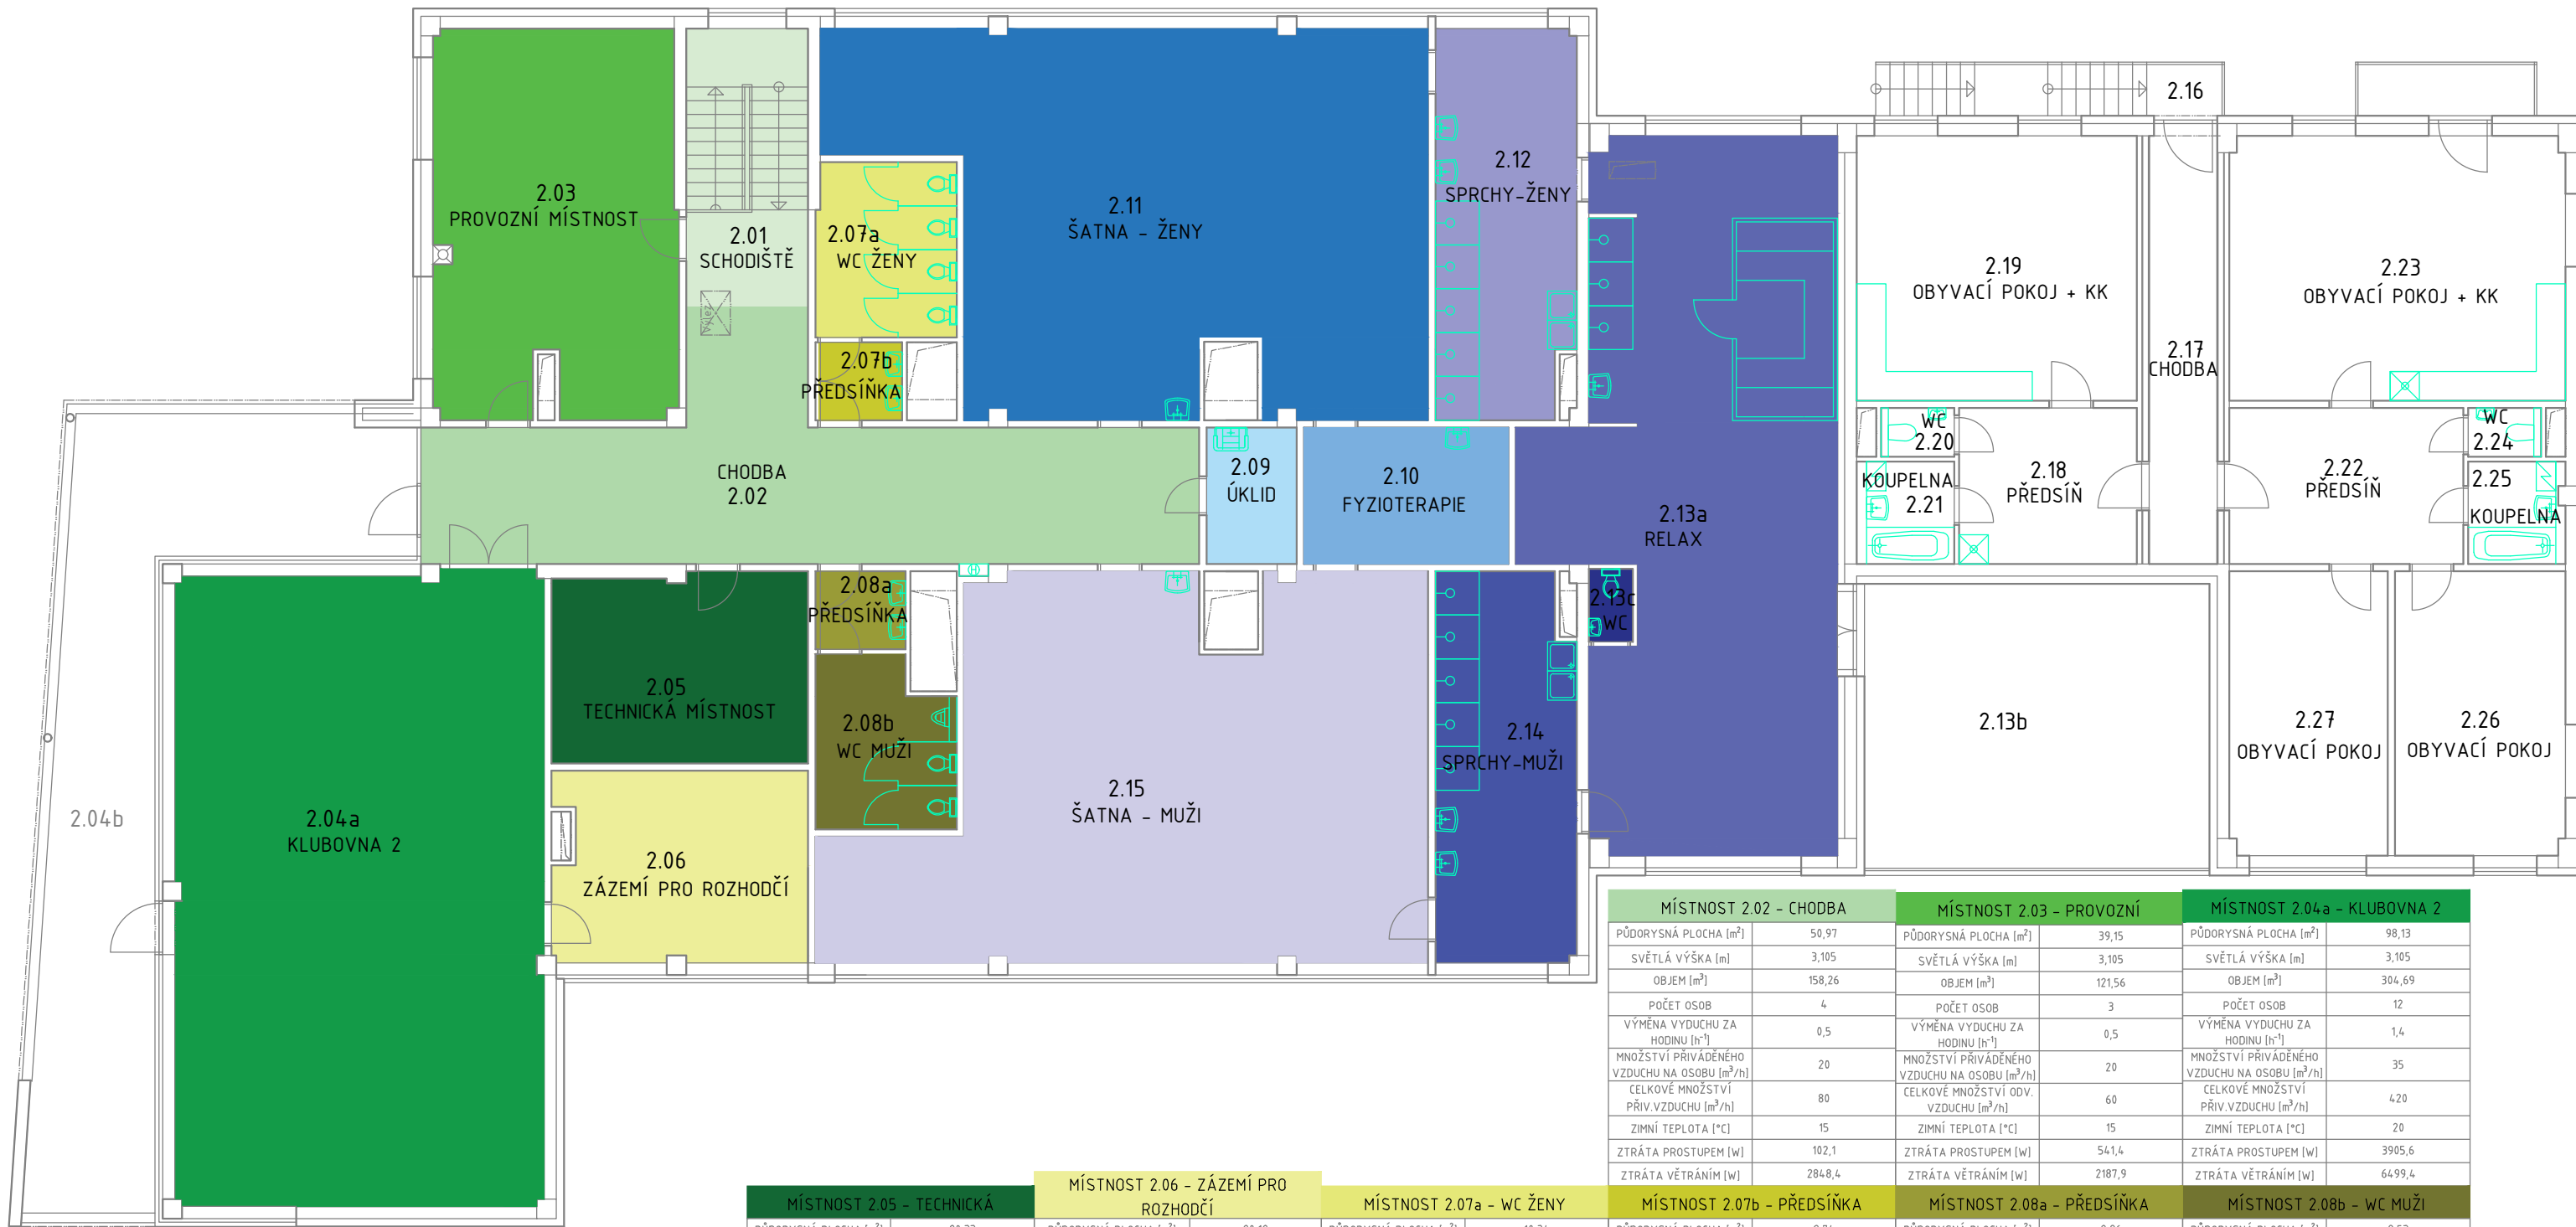 2.03
PROVOZNÍ MÍSTNOST
2.01
SCHODIŠTĚ
2.07a
WC ŽENY
2.07b
PŘEDSÍŇKA
2.11
ŠATNA - ŽENY
2.12
SPRCHY-ŽENY
2.16
2.19
OBYVACÍ POKOJ + KK
2.17
CHODBA
2.23
OBYVACÍ POKOJ + KK
CHODBA
2.02
2.09
ÚKLID
2.10
FYZIOTERAPIE
2.13a
RELAX
WC
2.20
KOUPELNA
2.21
2.18
PŘEDSÍŇ
2.22
PŘEDSÍŇ
WC
2.24
2.25
KOUPELNA
2.04b
2.04a
KLUBOVNA 2
2.05
TECHNICKÁ MÍSTNOST
2.06
ZÁZEMÍ PRO ROZHODČÍ
2.08a
PŘEDSÍŇKA
2.08b
WC MUŽI
2.15
ŠATNA - MUŽI
2.14
SPRCHY-MUŽI
2.13c
WC
2.13b
2.27
OBYVACÍ POKOJ
2.26
OBYVACÍ POKOJ
MÍSTNOST 2.02 - CHODBA
PŮDORYSNÁ PLOCHA [m²] 50,97
SVĚTLÁ VÝŠKA [m] 3,105
OBJEM [m³] 158,26
POČET OSOB 4
VÝMĚNA VYDUCHU ZA
HODINU [h⁻¹] 0,5
MNOŽSTVÍ PŘIVÁDĚNÉHO
VZDUCHU NA OSOBU [m³/h] 20
CELKOVÉ MNOŽSTVÍ
PŘIV.VZDUCHU [m³/h] 80
ZIMNÍ TEPLOTA [°C] 15
ZTRÁTA PROSTUPEM [W] 102,1
ZTRÁTA VĚTRÁNÍM [W] 2848,4
MÍSTNOST 2.03 - PROVOZNÍ
PŮDORYSNÁ PLOCHA [m²] 39,15
SVĚTLÁ VÝŠKA [m] 3,105
OBJEM [m³] 121,56
POČET OSOB 3
VÝMĚNA VYDUCHU ZA
HODINU [h⁻¹] 0,5
MNOŽSTVÍ PŘIVÁDĚNÉHO
VZDUCHU NA OSOBU [m³/h] 20
CELKOVÉ MNOŽSTVÍ ODV.
VZDUCHU [m³/h] 60
ZIMNÍ TEPLOTA [°C] 15
ZTRÁTA PROSTUPEM [W] 541,4
ZTRÁTA VĚTRÁNÍM [W] 2187,9
MÍSTNOST 2.04a - KLUBOVNA 2
PŮDORYSNÁ PLOCHA [m²] 98,13
SVĚTLÁ VÝŠKA [m] 3,105
OBJEM [m³] 304,69
POČET OSOB 12
VÝMĚNA VYDUCHU ZA
HODINU [h⁻¹] 1,4
MNOŽSTVÍ PŘIVÁDĚNÉHO
VZDUCHU NA OSOBU [m³/h] 35
CELKOVÉ MNOŽSTVÍ
PŘIV.VZDUCHU [m³/h] 420
ZIMNÍ TEPLOTA [°C] 20
ZTRÁTA PROSTUPEM [W] 3905,6
ZTRÁTA VĚTRÁNÍM [W] 6499,4
MÍSTNOST 2.05 - TECHNICKÁ
MÍSTNOST 2.06 - ZÁZEMÍ PRO
ROZHODČÍ
MÍSTNOST 2.07a - WC ŽENY
MÍSTNOST 2.07b - PŘEDSÍŇKA
MÍSTNOST 2.08a - PŘEDSÍŇKA
MÍSTNOST 2.08b - WC MUŽI